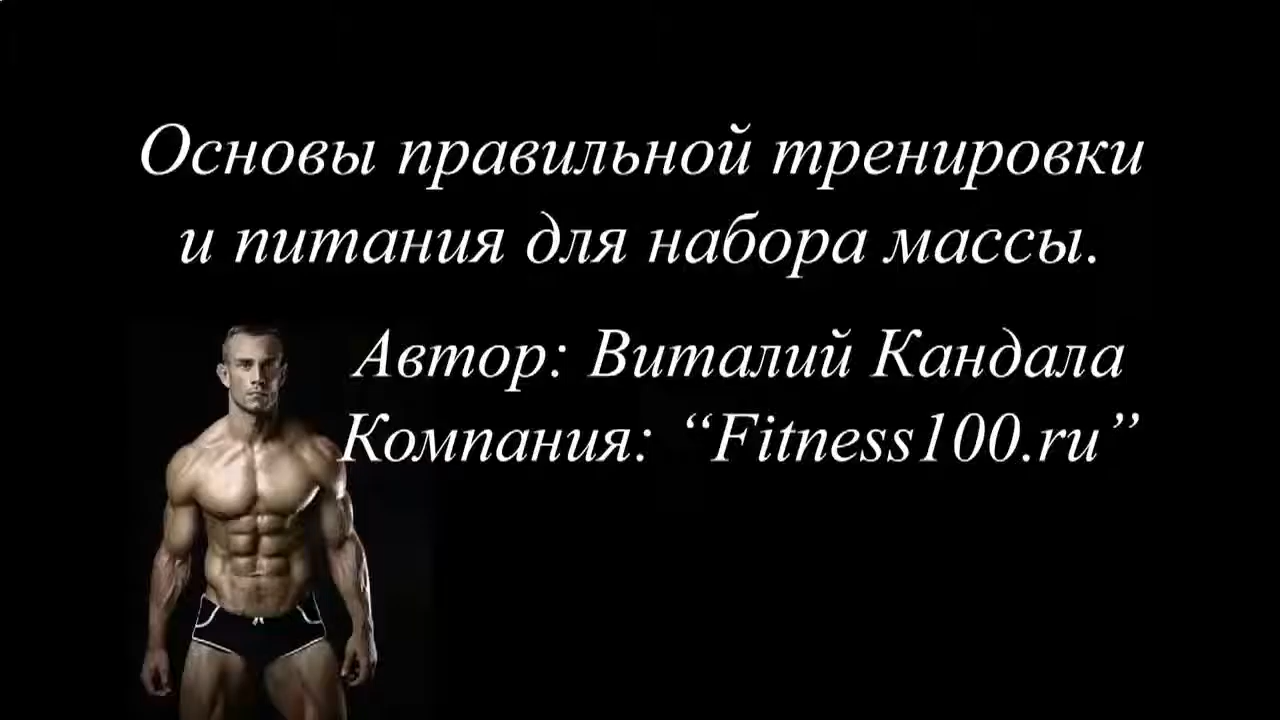 Основы правильной тренировки
и питания для набора массы.
Автор: Виталий Кандала
Компания: “Fitness100.ru”